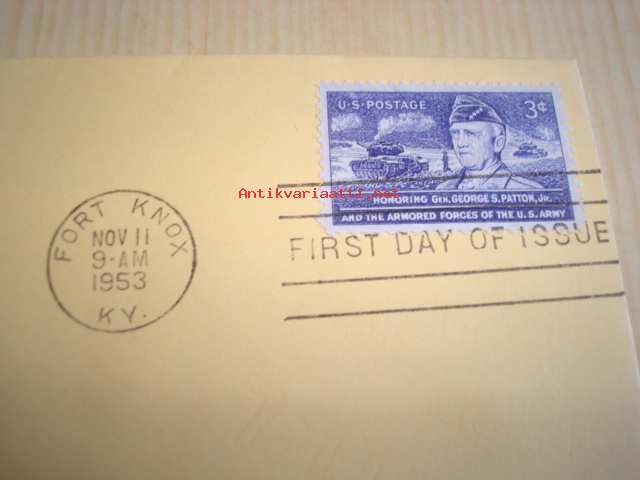 U·S·POSTAGE 3¢
HONORING GEN. GEORGE S. PATTON, JR.
AND THE ARMORED FORCES OF THE U.S. ARMY
Antikvariaatti.net
FORT KNOX
NOV 11
9-AM
1953
KY.
FIRST DAY OF ISSUE